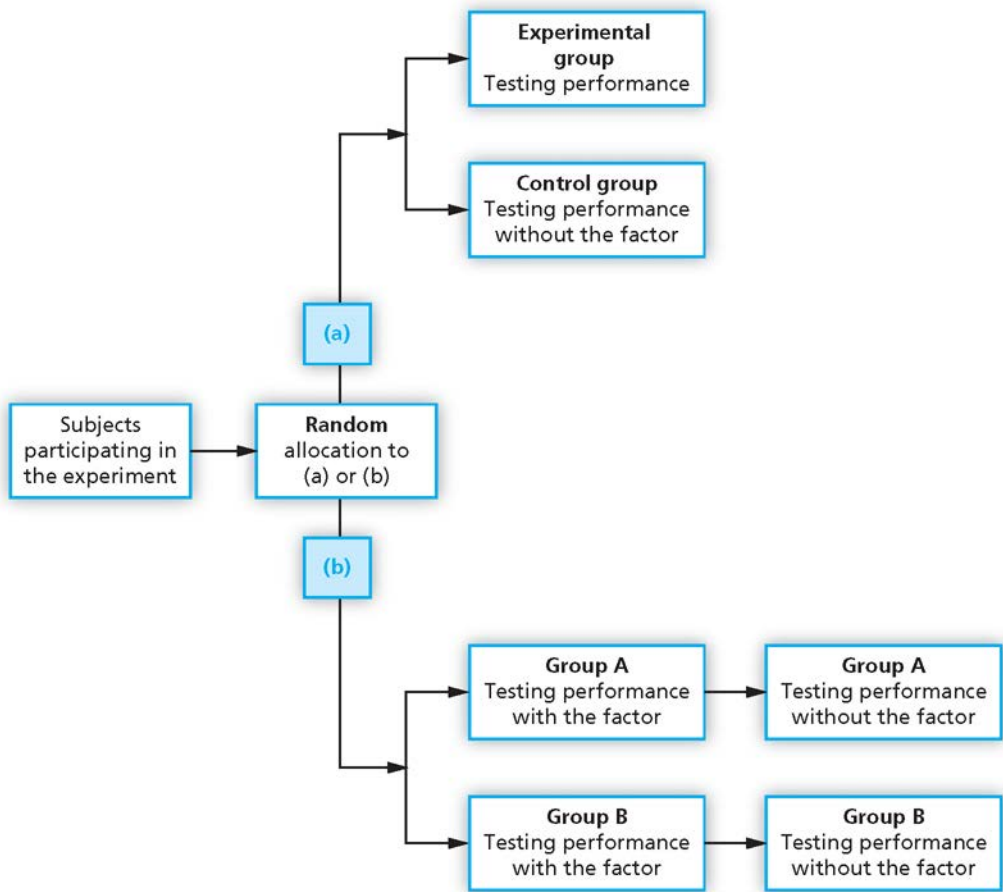 Experimental
group
Testing performance
Control group
Testing performance
without the factor
(a)
Subjects
participating in
the experiment
Random
allocation to
(a) or (b)
(b)
Group A
Testing performance
with the factor
Group A
Testing performance
without the factor
Group B
Testing performance
with the factor
Group B
Testing performance
without the factor